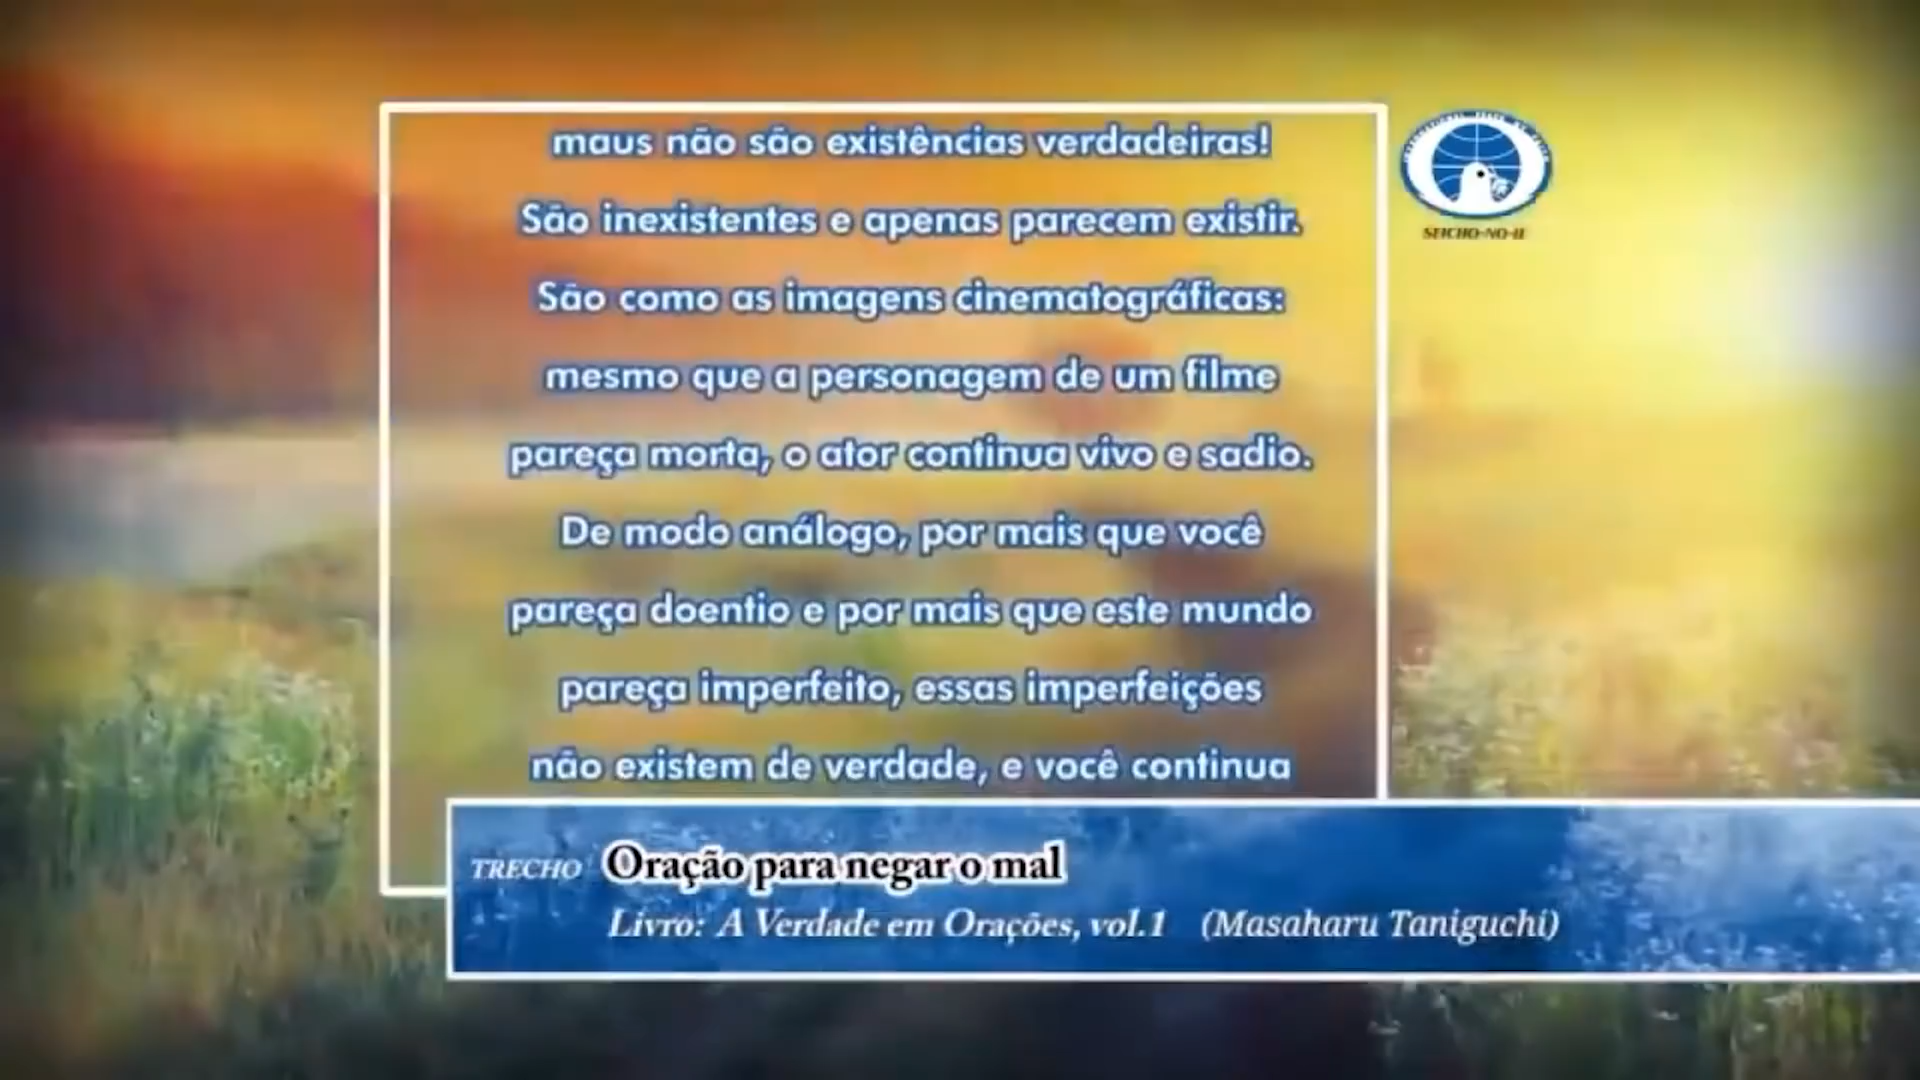 maus não são existências verdadeiras!
São inexistentes e apenas parecem existir.
São como as imagens cinematográficas:
mesmo que a personagem de um filme
pareça morta, o ator continua vivo e sadio.
De modo análogo, por mais que você
pareça doentio e por mais que este mundo
pareça imperfeito, essas imperfeições
não existem de verdade, e você continua
SEICHO-NO-IE
TRECHO Oração para negar o mal
Livro: A Verdade em Orações, vol.1 (Masaharu Taniguchi)